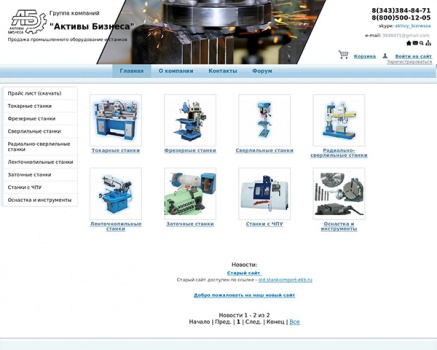 АКТИВЫ
БИЗНЕСА
Группа компаний
"Активы Бизнеса"
Продажа промышленного оборудования и станков
8(343)384-84-71
8(800)500-12-05
skype: aktivy_biznesa
e-mail: 3848471@gmail.com
Корзина
Войти на сайт
Зарегистрироваться
Главная
О компании
Контакты
Форум
Прайс лист (скачать)
Токарные станки
Фрезерные станки
Сверлильные станки
Радиально-сверлильные
станки
Ленточнопильные станки
Заточные станки
Станки с ЧПУ
Оснастка и инструменты
Токарные станки
Фрезерные станки
Сверлильные станки
Радиально-
сверлильные станки
Ленточнопильные
станки
Заточные станки
Станки с ЧПУ
Оснастка и
инструменты
Новости:
Старый сайт
Старый сайт доступен по ссылке - old.stankoimport-ekb.ru
Добро пожаловать на наш новый сайт
Новости 1 - 2 из 2
Начало | Пред. | 1 | След. | Конец | Все